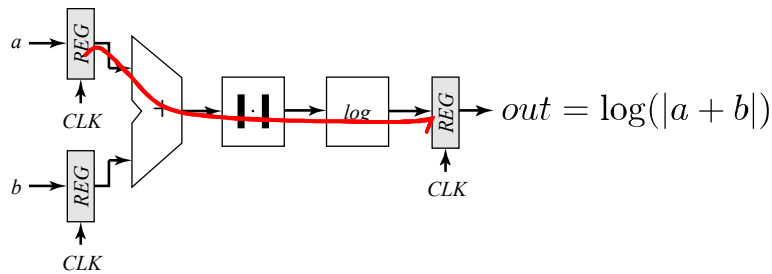 a
REG
CLK
+
|·|
log
REG
CLK
out = log(|a + b|)
b
REG
CLK